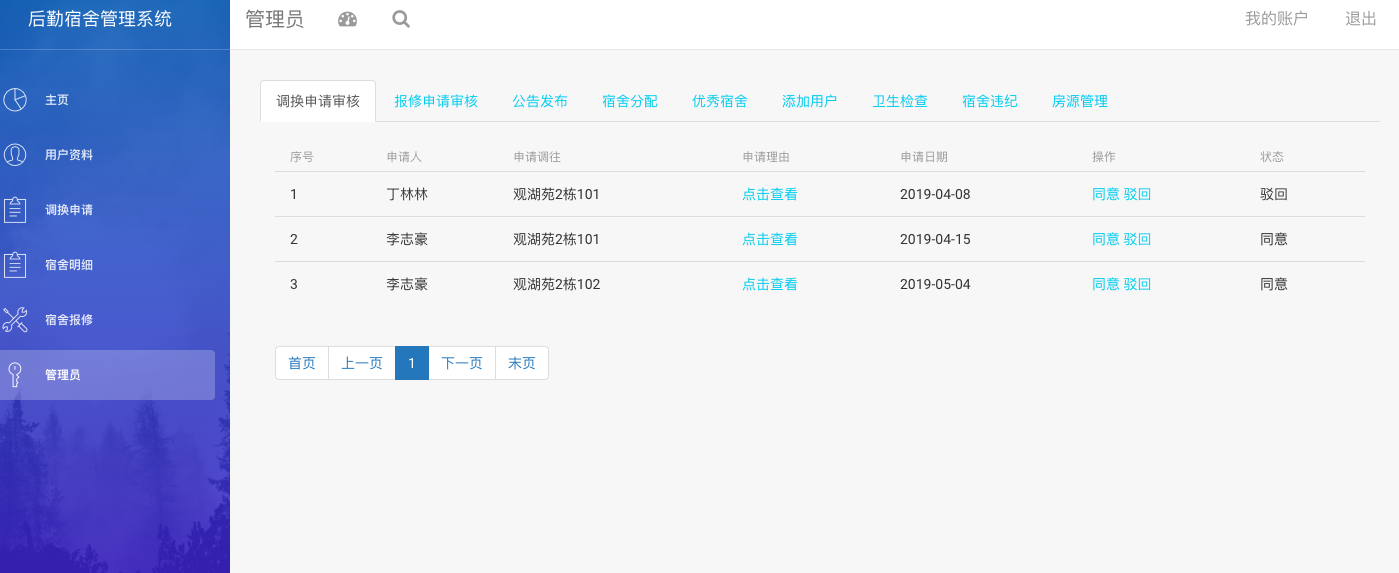 后勤宿舍管理系统
管理员
我的账户 退出
主页
用户资料
调换申请
宿舍明细
宿舍报修
管理员
调换申请审核 报修申请审核 公告发布 宿舍分配 优秀宿舍 添加用户 卫生检查 宿舍违纪 房源管理
序号 申请人 申请调往 申请理由 申请日期 操作 状态
1 丁林林 观湖苑2栋101 点击查看 2019-04-08 同意 驳回 驳回
2 李志豪 观湖苑2栋101 点击查看 2019-04-15 同意 驳回 同意
3 李志豪 观湖苑2栋102 点击查看 2019-05-04 同意 驳回 同意
首页 上一页 1 下一页 末页